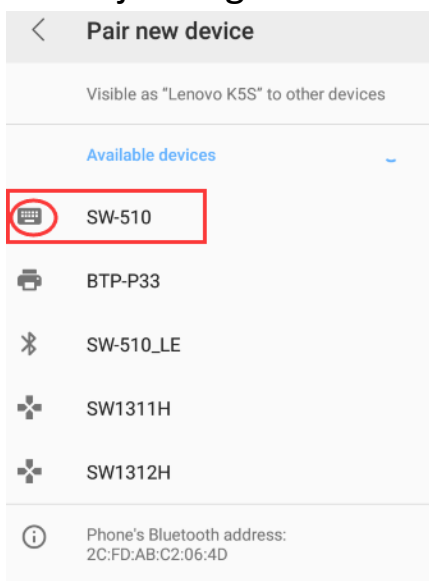 Pair new device
Visible as "Lenovo K5S" to other devices
Available devices
SW-510
BTP-P33
SW-510_LE
SW1311H
SW1312H
Phone's Bluetooth address:
2C:FD:AB:C2:06:4D